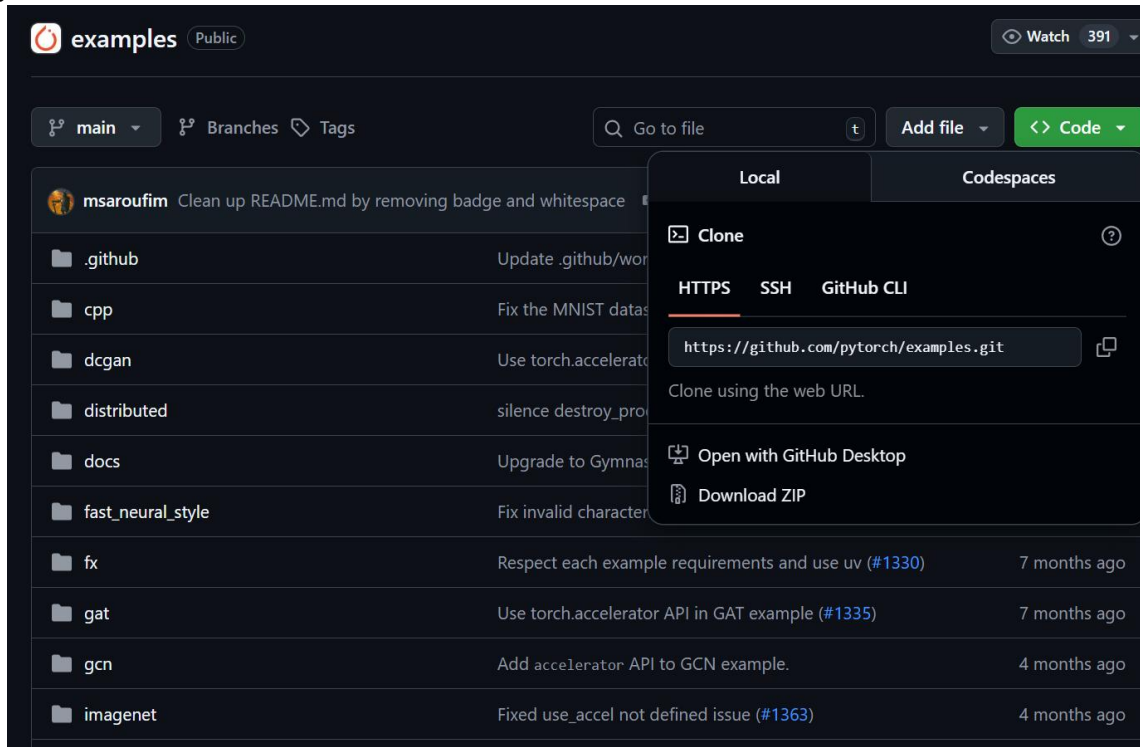 examples Public Watch 391
main Branches Tags Go to file t Add file <> Code
Local Codespaces
msaroufim Clean up README.md by removing badge and whitespace
Clone
.github Update .github/wor
HTTPS SSH GitHub CLI
cpp Fix the MNIST datas
https://github.com/pytorch/examples.git
dcgan Use torch.accelerato
Clone using the web URL.
distributed silence destroy_pro
docs Upgrade to Gymnas
Open with GitHub Desktop
Download ZIP
fast_neural_style Fix invalid character
fx Respect each example requirements and use uv (#1330) 7 months ago
gat Use torch.accelerator API in GAT example (#1335) 7 months ago
gcn Add accelerator API to GCN example. 4 months ago
imagenet Fixed use_accel not defined issue (#1363) 4 months ago